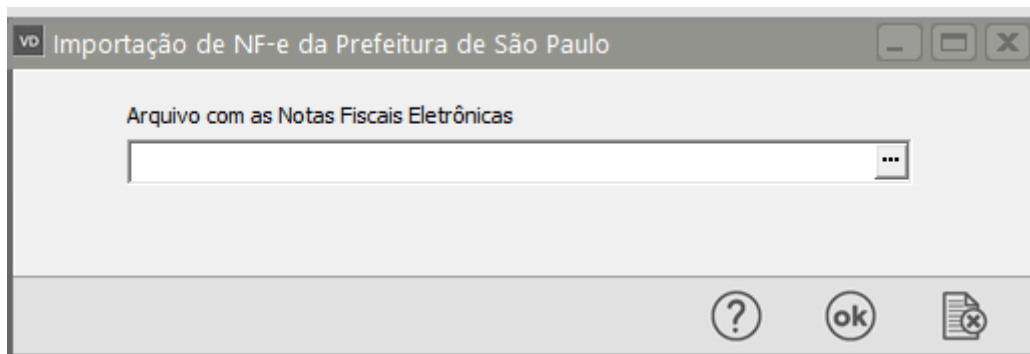 VD Importação de NF-e da Prefeitura de São Paulo
Arquivo com as Notas Fiscais Eletrônicas
...
? ok